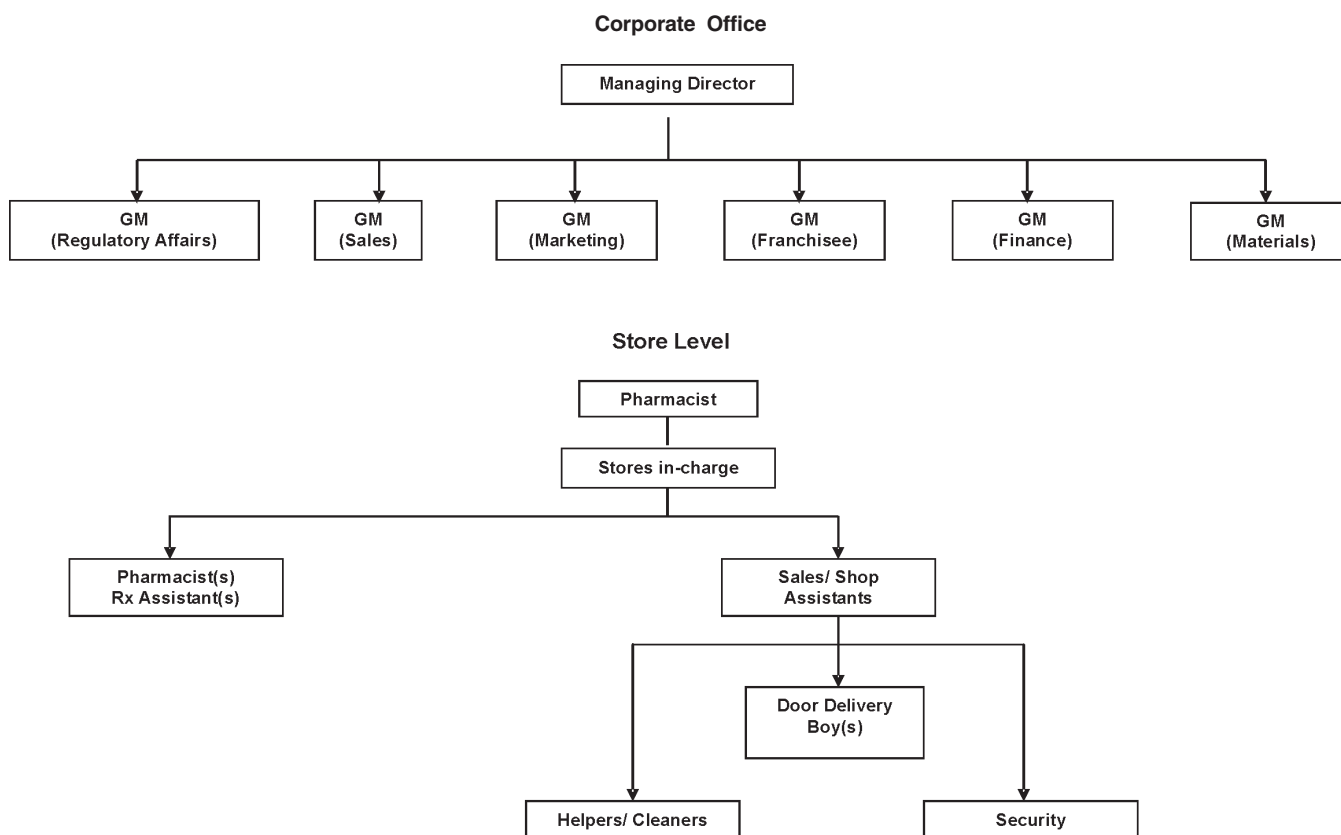 Corporate Office
Managing Director
GM
(Regulatory Affairs)
GM
(Sales)
GM
(Marketing)
GM
(Franchisee)
GM
(Finance)
GM
(Materials)
Store Level
Pharmacist
Stores in-charge
Pharmacist(s)
Rx Assistant(s)
Sales/ Shop
Assistants
Door Delivery
Boy(s)
Helpers/ Cleaners
Security